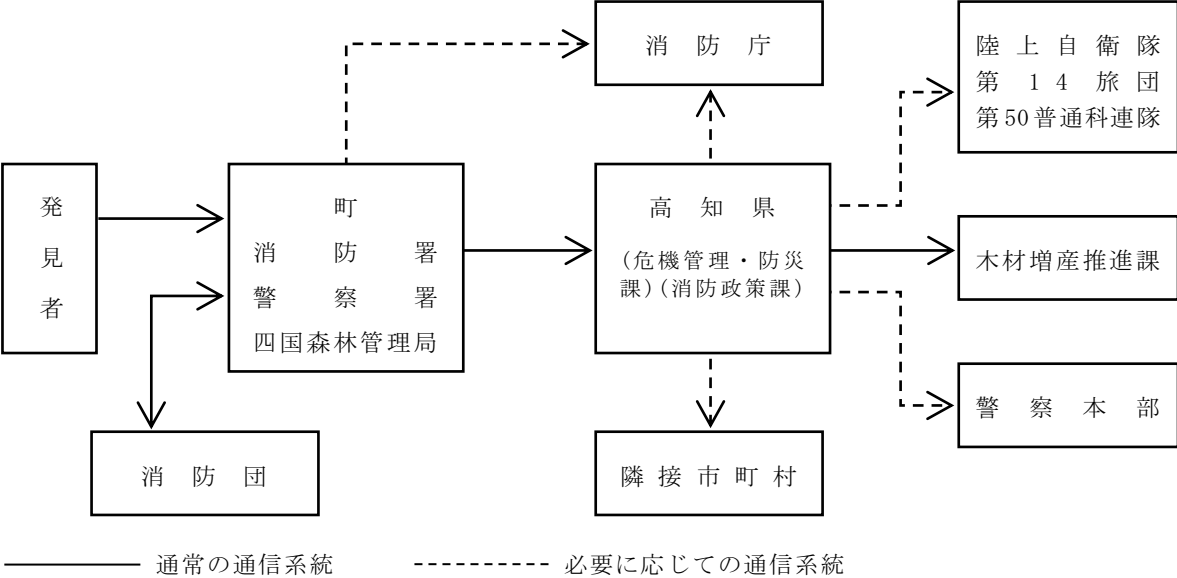 消防庁
陸上自衛隊
第14旅団
第50普通科連隊
発見者
町
消防署
警察署
四国森林管理局
高知県
(危機管理・防災
課)(消防政策課)
木材増産推進課
警察本部
消防団
隣接市町村
通常の通信系統
必要に応じての通信系統